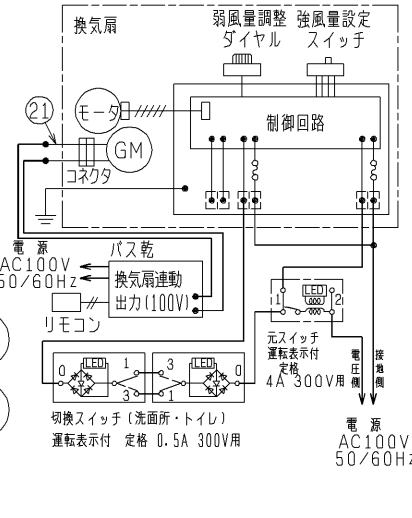 換気扇
弱風量調整
ダイヤル
強風量設定
スイッチ
21
モータ
制御回路
GM
コネクタ
電源
AC100V
50/60Hz
バス乾
換気扇連動
出力(100V)
リモコン
LED
1
2
元スイッチ
運転表示付
定格
4A 300V用
電圧側
接地側
LED
0
1
3
3
1
LED
0
切換スイッチ(洗面所・トイレ)
運転表示付 定格 0.5A 300V用
電源
AC100V
50/60Hz